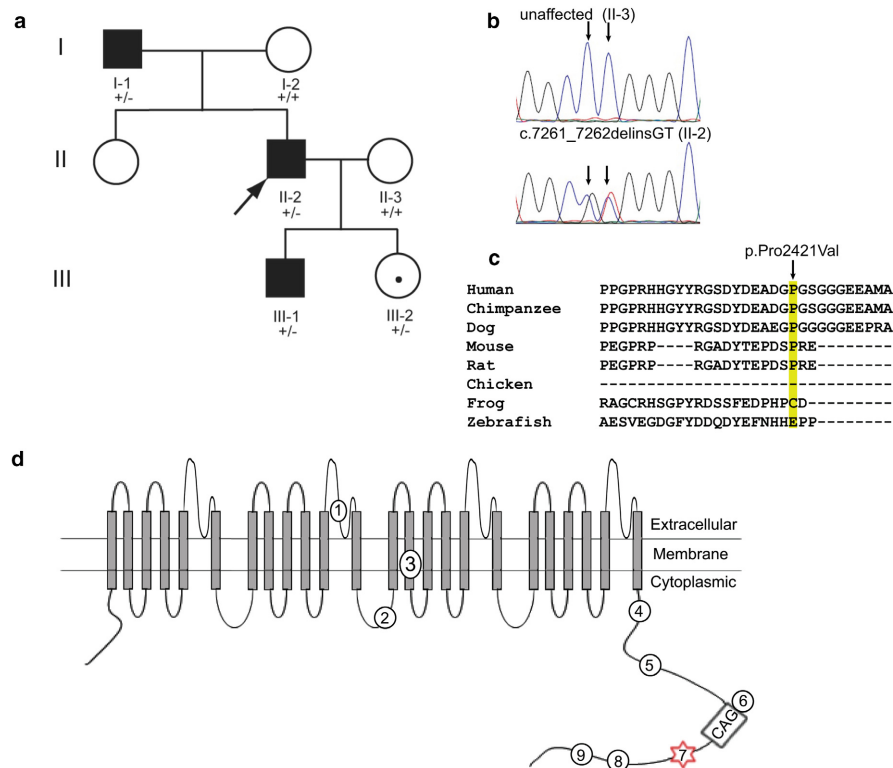 a
I
I-1
+/-
I-2
+/+
II
II-2
+/-
II-3
+/+
III
III-1
+/-
III-2
+/-
b
unaffected (II-3)
c.7261_7262delinsGT (II-2)
c
p.Pro2421Val
Human PPGPRHHGYYRGSDYDEADGPGSGGGEEAMA
Chimpanzee PPGPRHHGYYRGSDYDEADGPGSGGGEEAMA
Dog PPGPRHHGYYRGSDYDEAEGPGGGGGEEPRA
Mouse PEGPRP----RGADYTEPDSPRE--------
Rat PEGPRP----RGADYTEPDSPRE--------
Chicken -------------------------------
Frog RAGCRHSGPYRDSSFEDPHPCD---------
Zebrafish AESVEGDGFYDDQDYEFNHHEPP--------
d
1
3
2
Extracellular
Membrane
Cytoplasmic
4
5
6
CAG
7
8
9